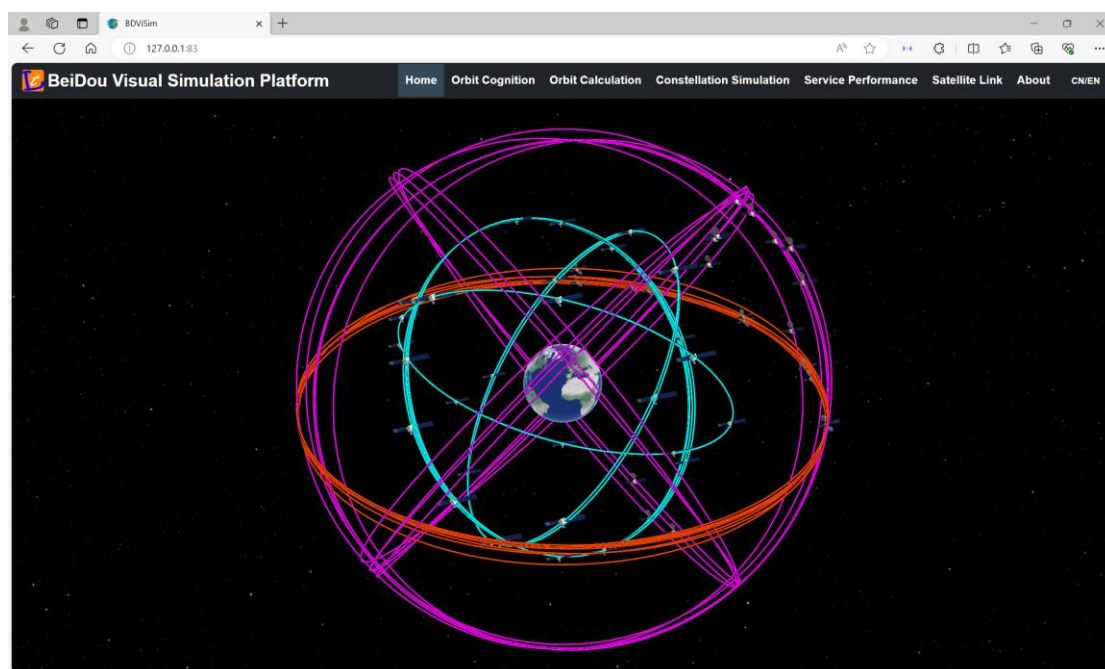 BDViSim
127.0.0.1:83
BeiDou Visual Simulation Platform Home Orbit Cognition Orbit Calculation Constellation Simulation Service Performance Satellite Link About CN/EN